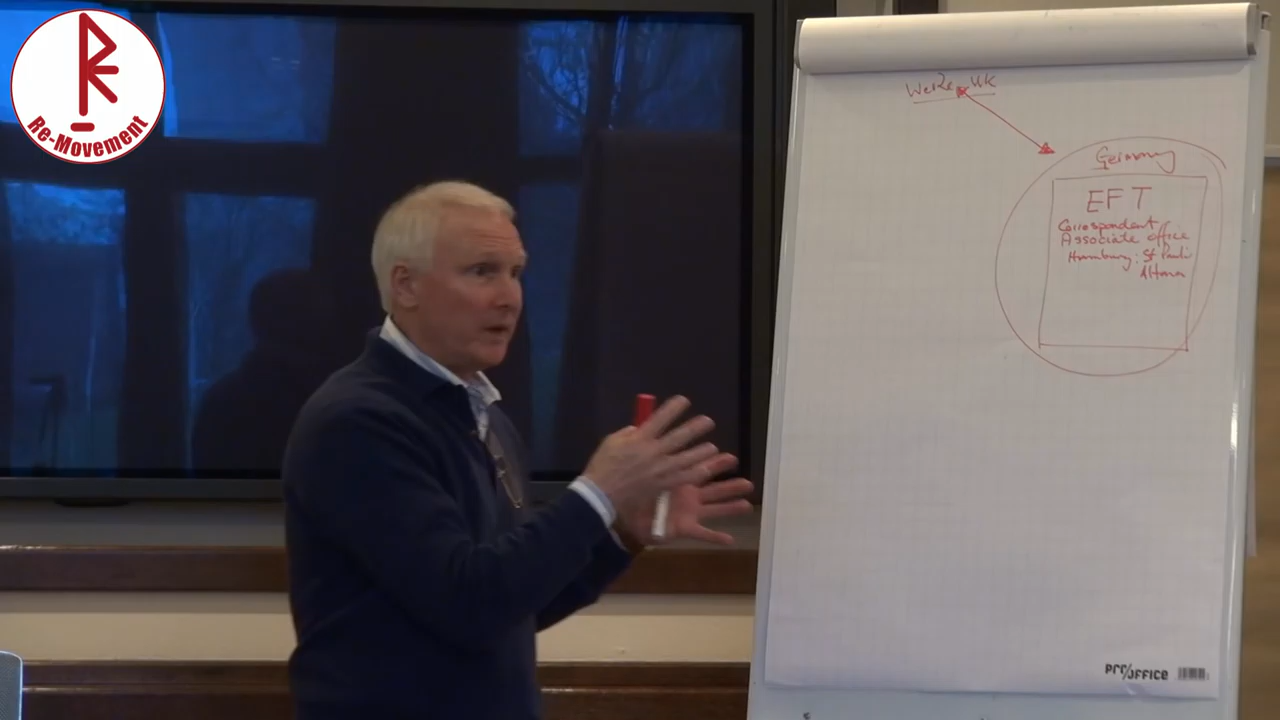 Re-Movement
WeRe UK
Germany
EFT
Correspondent
Associate office
Hamburg: St Pauli
Altona
pro/office